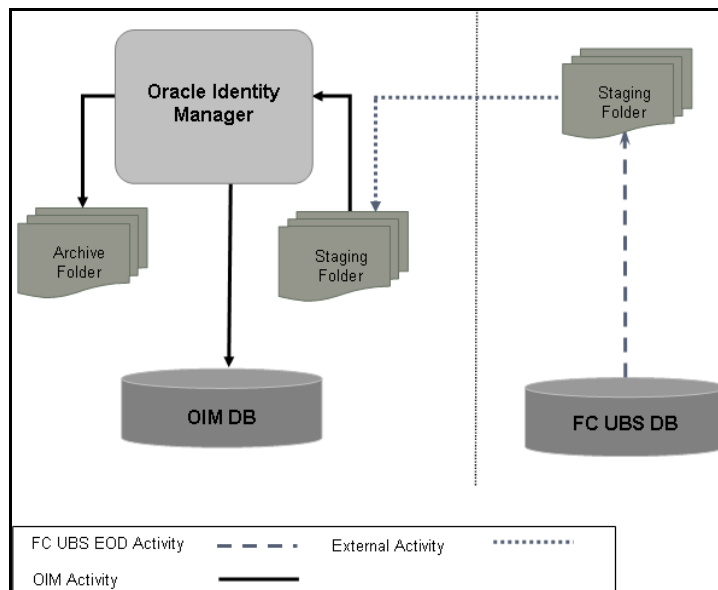 Oracle Identity
Manager
Staging
Folder
Archive
Folder
Staging
Folder
OIM DB
FC UBS DB
FC UBS EOD Activity
External Activity
OIM Activity